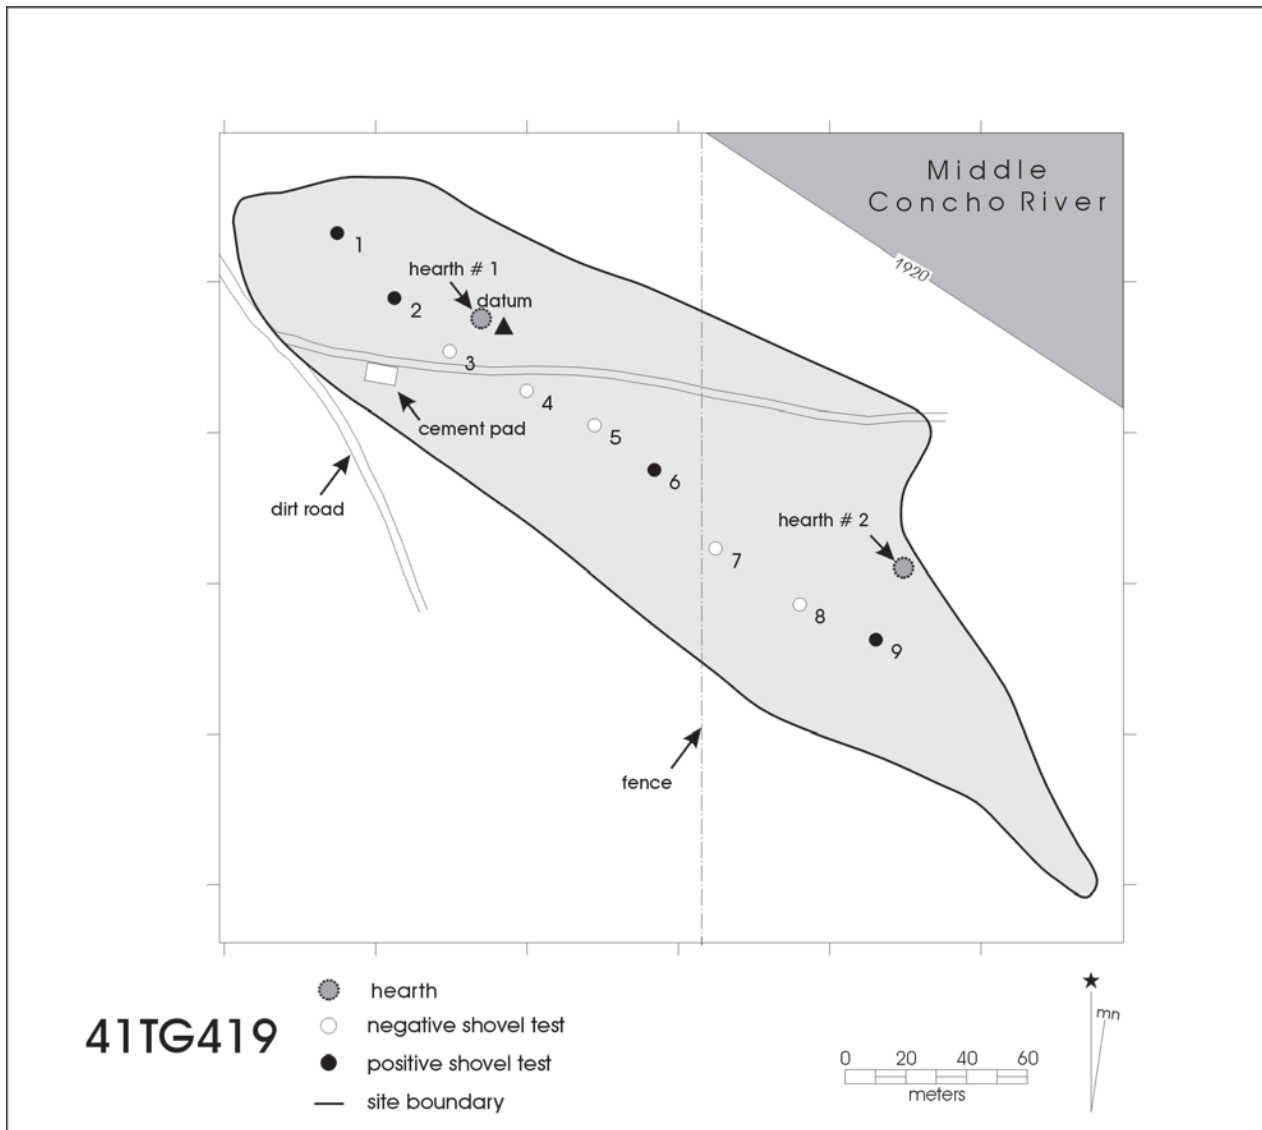 Middle
Concho River
1920
1
hearth # 1
datum
2
3
4
cement pad
5
6
dirt road
hearth # 2
7
8
9
fence
hearth
negative shovel test
positive shovel test
site boundary
41TG419
mn
0 20 40 60
meters